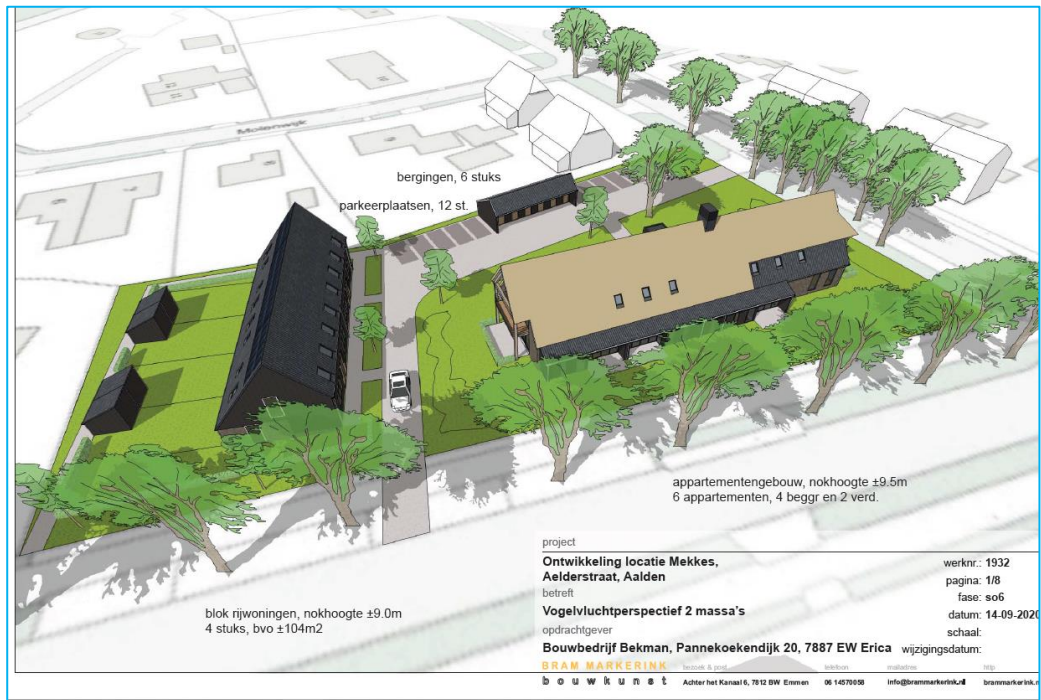 Molenwijk
bergingen, 6 stuks
parkeerplaatsen, 12 st.
appartementengebouw, nokhoogte ±9.5m
6 appartementen, 4 beggr en 2 verd.
blok rijwoningen, nokhoogte ±9.0m
4 stuks, bvo ±104m2
project
Ontwikkeling locatie Mekkes,
Aelderstraat, Aalden
betreft
Vogelvluchtperspectief 2 massa's
opdrachtgever
Bouwbedrijf Bekman, Pannekoekendijk 20, 7887 EW Erica
werknr.: 1932
pagina: 1/8
fase: so6
datum: 14-09-2020
schaal:
wijzigingsdatum:
BRAM MARKERINK
bouwkunst
bezoek & post
Achter het Kanaal 6, 7812 BW Emmen
telefoon
06 14570058
mailadres
info@brammarkerink.nl
http
brammarkerink.n